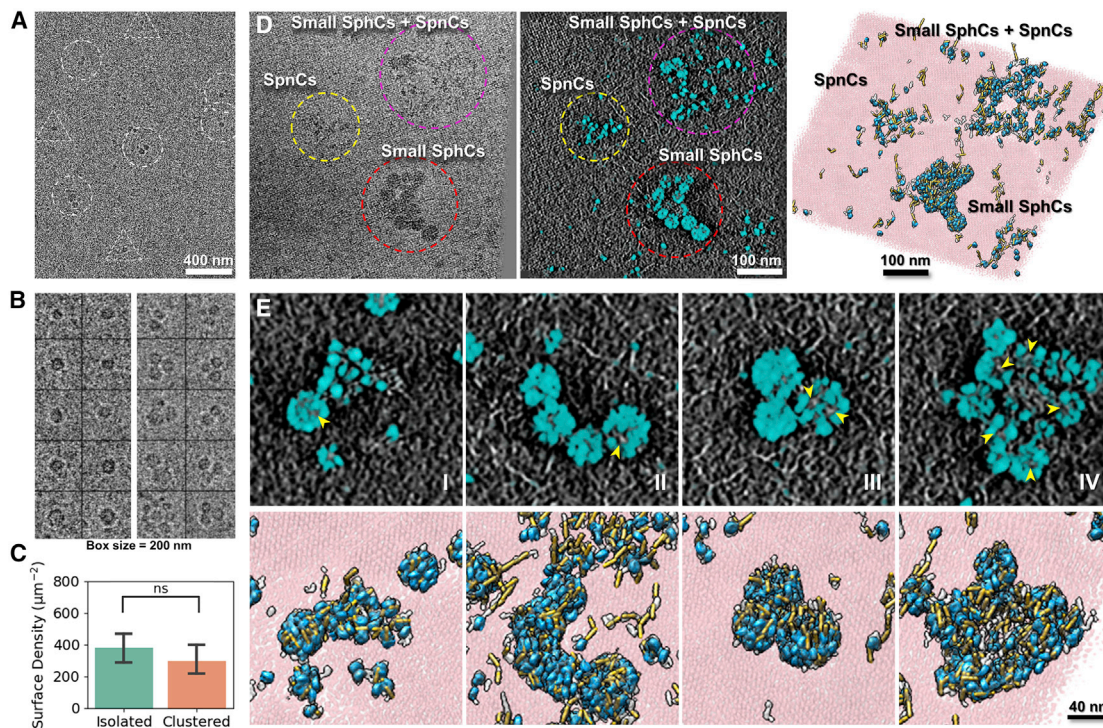 A
400 nm
B
Box size = 200 nm
C
Surface Density (μm⁻²)
800
600
400
200
0
ns
Isolated
Clustered
D
Small SphCs + SpnCs
SpnCs
Small SphCs
Small SphCs + SpnCs
SpnCs
Small SphCs
100 nm
Small SphCs + SpnCs
SpnCs
Small SphCs
100 nm
E
I
II
III
IV
40 nm